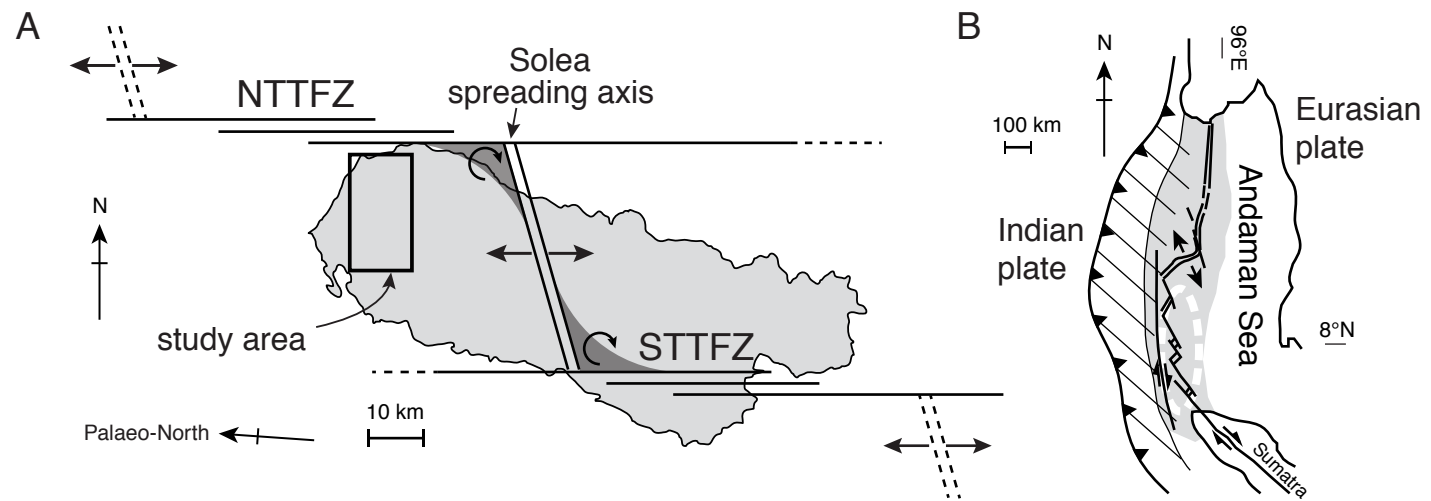 A
NTTFZ
Solea
spreading axis
N
study area
STTFZ
10 km
Palaeo-North
B
N
96°E
100 km
Eurasian
plate
Indian
plate
Andaman Sea
8°N
Sumatra